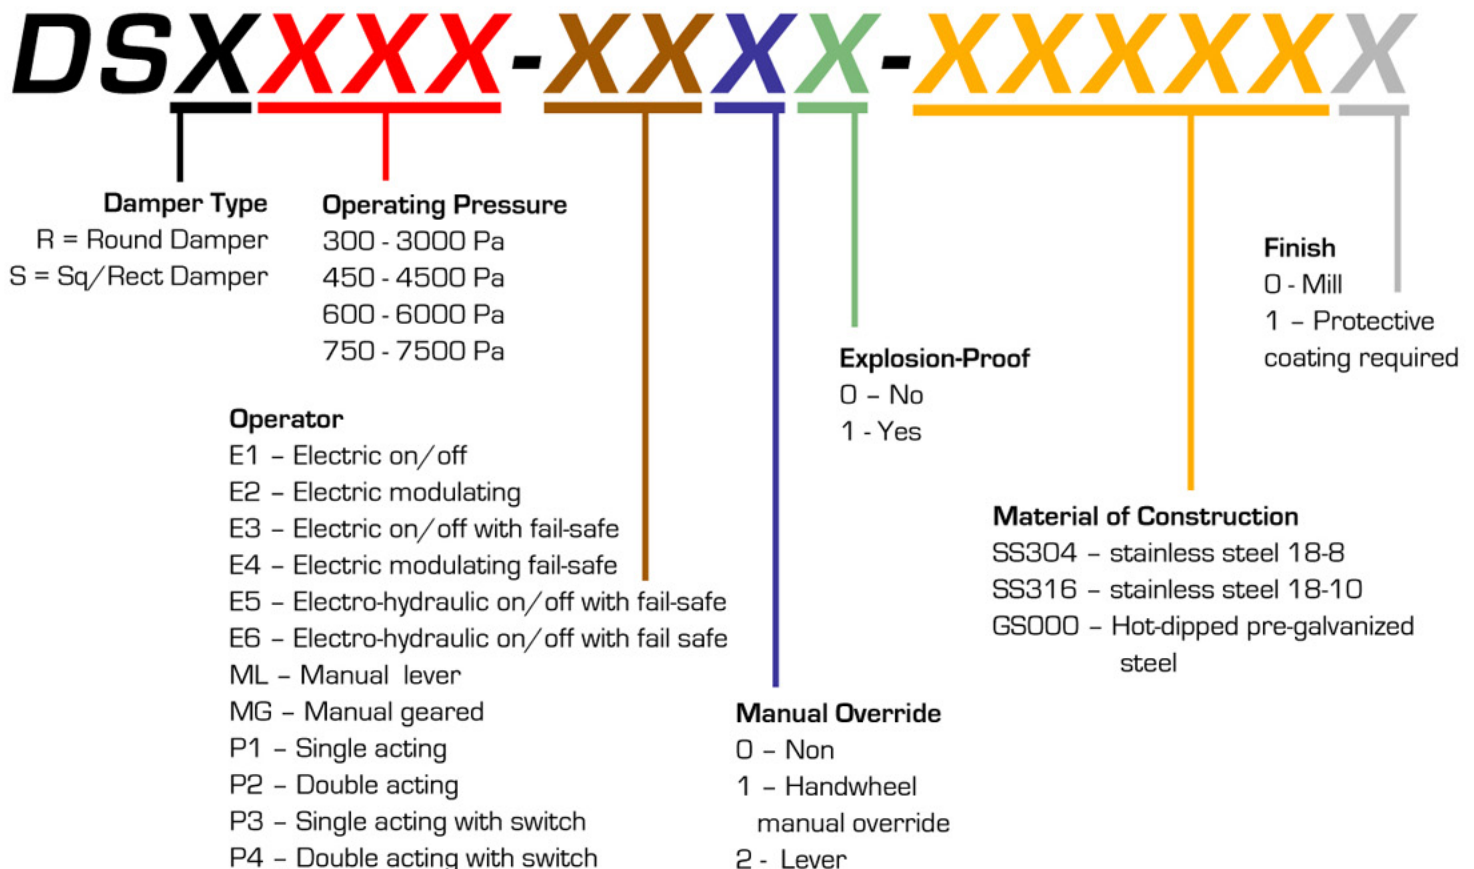 DSXXXX-XXXX-XXXXXX
Damper Type
R = Round Damper
S = Sq/Rect Damper
Operating Pressure
300 - 3000 Pa
450 - 4500 Pa
600 - 6000 Pa
750 - 7500 Pa
Operator
E1 – Electric on/off
E2 – Electric modulating
E3 – Electric on/off with fail-safe
E4 – Electric modulating fail-safe
E5 – Electro-hydraulic on/off with fail-safe
E6 – Electro-hydraulic on/off with fail safe
ML – Manual lever
MG – Manual geared
P1 – Single acting
P2 – Double acting
P3 – Single acting with switch
P4 – Double acting with switch
Manual Override
0 – Non
1 – Handwheel
manual override
2 - Lever
Explosion-Proof
0 – No
1 - Yes
Material of Construction
SS304 – stainless steel 18-8
SS316 – stainless steel 18-10
GS000 – Hot-dipped pre-galvanized
steel
Finish
0 - Mill
1 – Protective
coating required